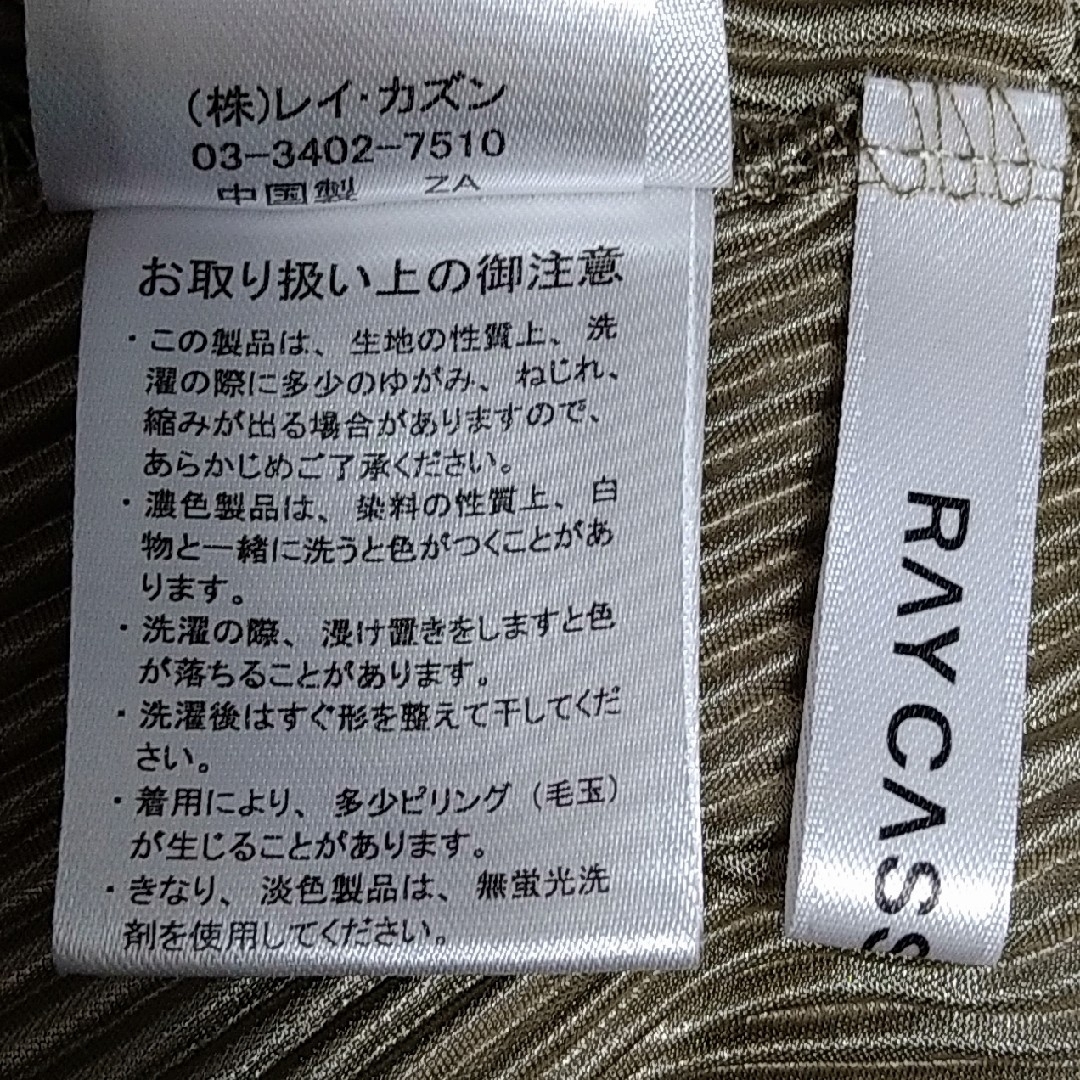 (株)レイ・カズン
03-3402-7510
中国製 ZA
お取り扱い上の御注意
・この製品は、生地の性質上、洗
濯の際に多少のゆがみ、ねじれ、
縮みが出る場合がありますので、
あらかじめご了承ください。
・濃色製品は、染料の性質上、白
物と一緒に洗うと色がつくことがあ
ります。
・洗濯の際、浸け置きをしますと色
が落ちることがあります。
・洗濯後はすぐ形を整えて干してくだ
さい。
・着用により、多少ピリング(毛玉)
が生じることがあります。
・きなり、淡色製品は、無蛍光洗
剤を使用してください。
RAY CASS